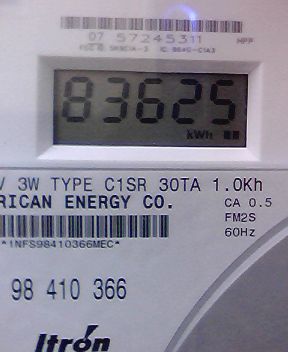 07 57245311
83625
kWh
V 3W TYPE C1SR 30TA 1.0Kh
RICAN ENERGY CO.
CA 0.5
FM2S
60Hz
*1NFS98410366MEC*
98 410 366
Itron